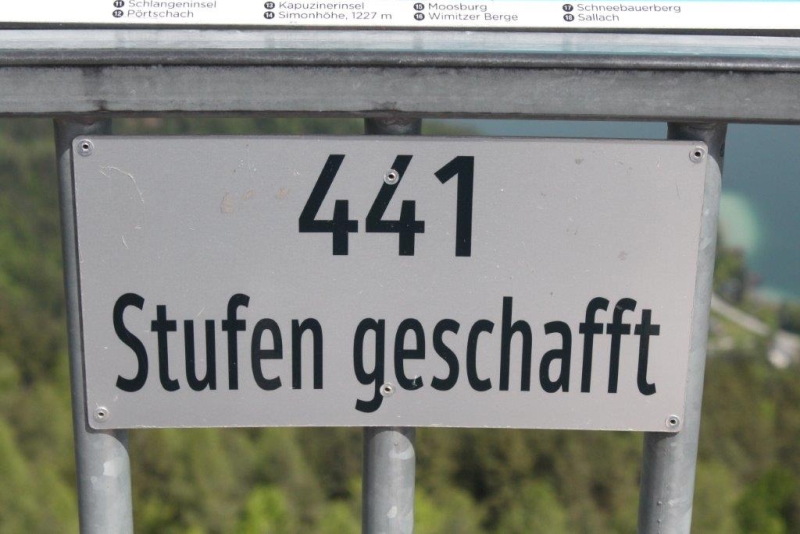 11 Schlangeninsel 13 Kapuzinerinsel 15 Moosburg 17 Schneebauerberg
12 Pörtschach 14 Simonhöhe, 1227 m 16 Wimitzer Berge 18 Sallach
441
Stufen geschafft